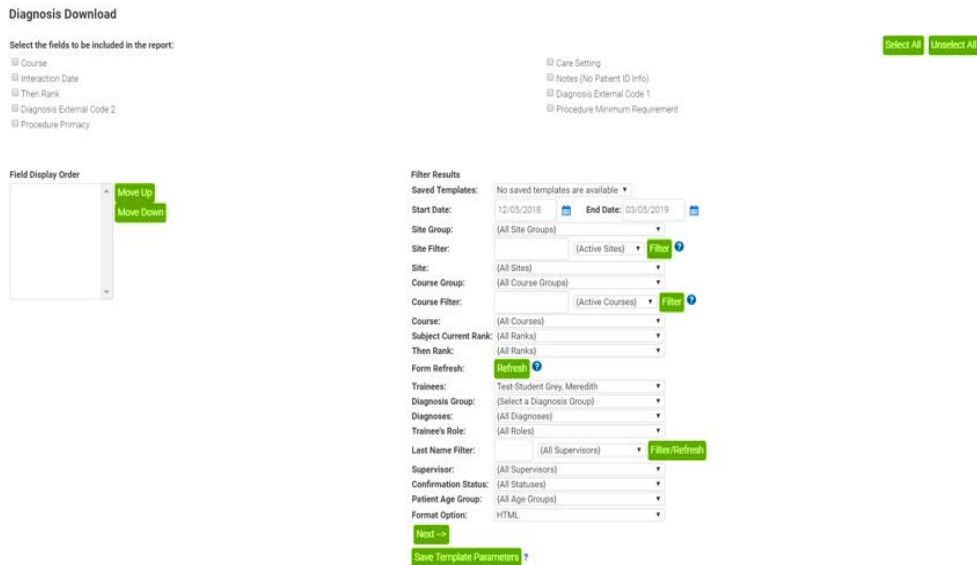 Diagnosis Download
Select the fields to be included in the report:
Select All Unselect All
Course
Care Setting
Interaction Date
Notes (No Patient ID Info)
Then Rank
Diagnosis External Code 1
Diagnosis External Code 2
Procedure Minimum Requirement
Procedure Primacy
Field Display Order
Move Up
Move Down
Filter Results
Saved Templates: No saved templates are available
Start Date: 12/05/2018 End Date: 03/05/2019
Site Group: {All Site Groups}
Site Filter: {Active Sites} Filter ?
Site: {All Sites}
Course Group: {All Course Groups}
Course Filter: {Active Courses} Filter ?
Course: {All Courses}
Subject Current Rank: {All Ranks}
Then Rank: {All Ranks}
Form Refresh: Refresh ?
Trainees: Test-Student Grey, Meredith
Diagnosis Group: {Select a Diagnosis Group}
Diagnoses: {All Diagnoses}
Trainee's Role: {All Roles}
Last Name Filter: {All Supervisors} Filter/Refresh
Supervisor: {All Supervisors}
Confirmation Status: {All Statuses}
Patient Age Group: {All Age Groups}
Format Option: HTML
Next -->
Save Template Parameters ?